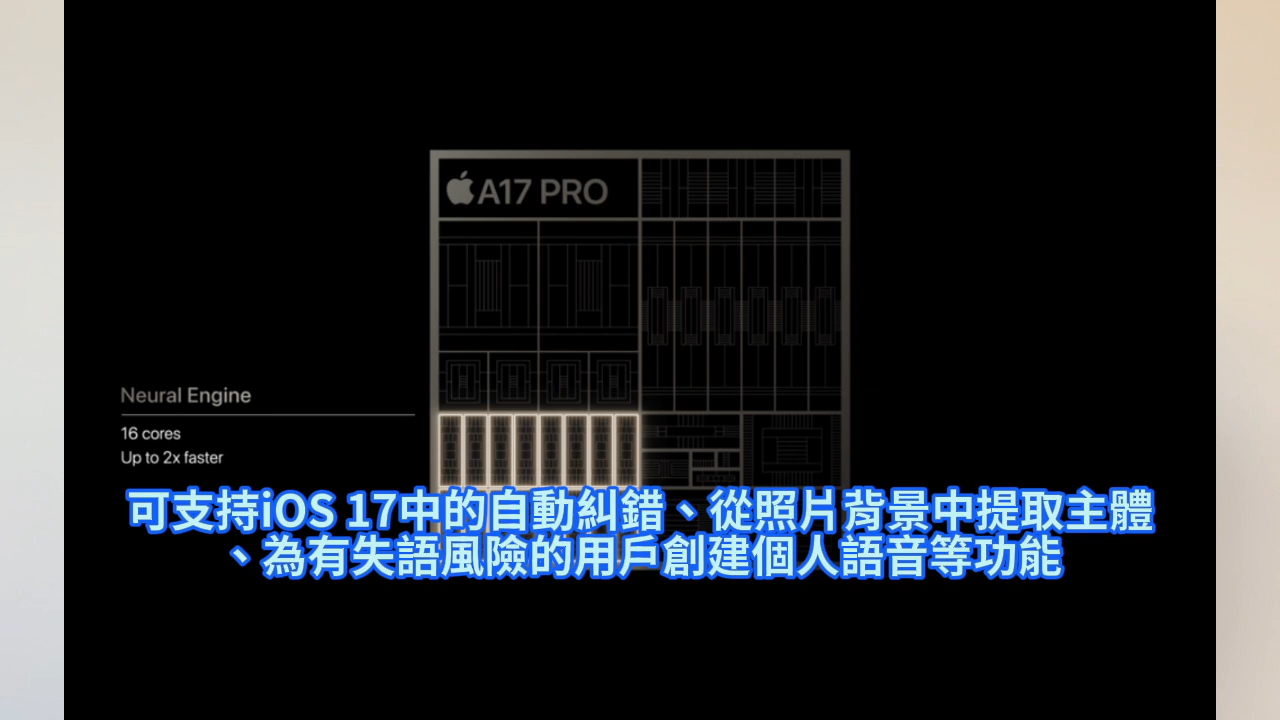 A17 PRO
Neural Engine
16 cores
Up to 2x faster
可支持iOS 17中的自動糾錯、從照片背景中提取主體
、為有失語風險的用戶創建個人語音等功能